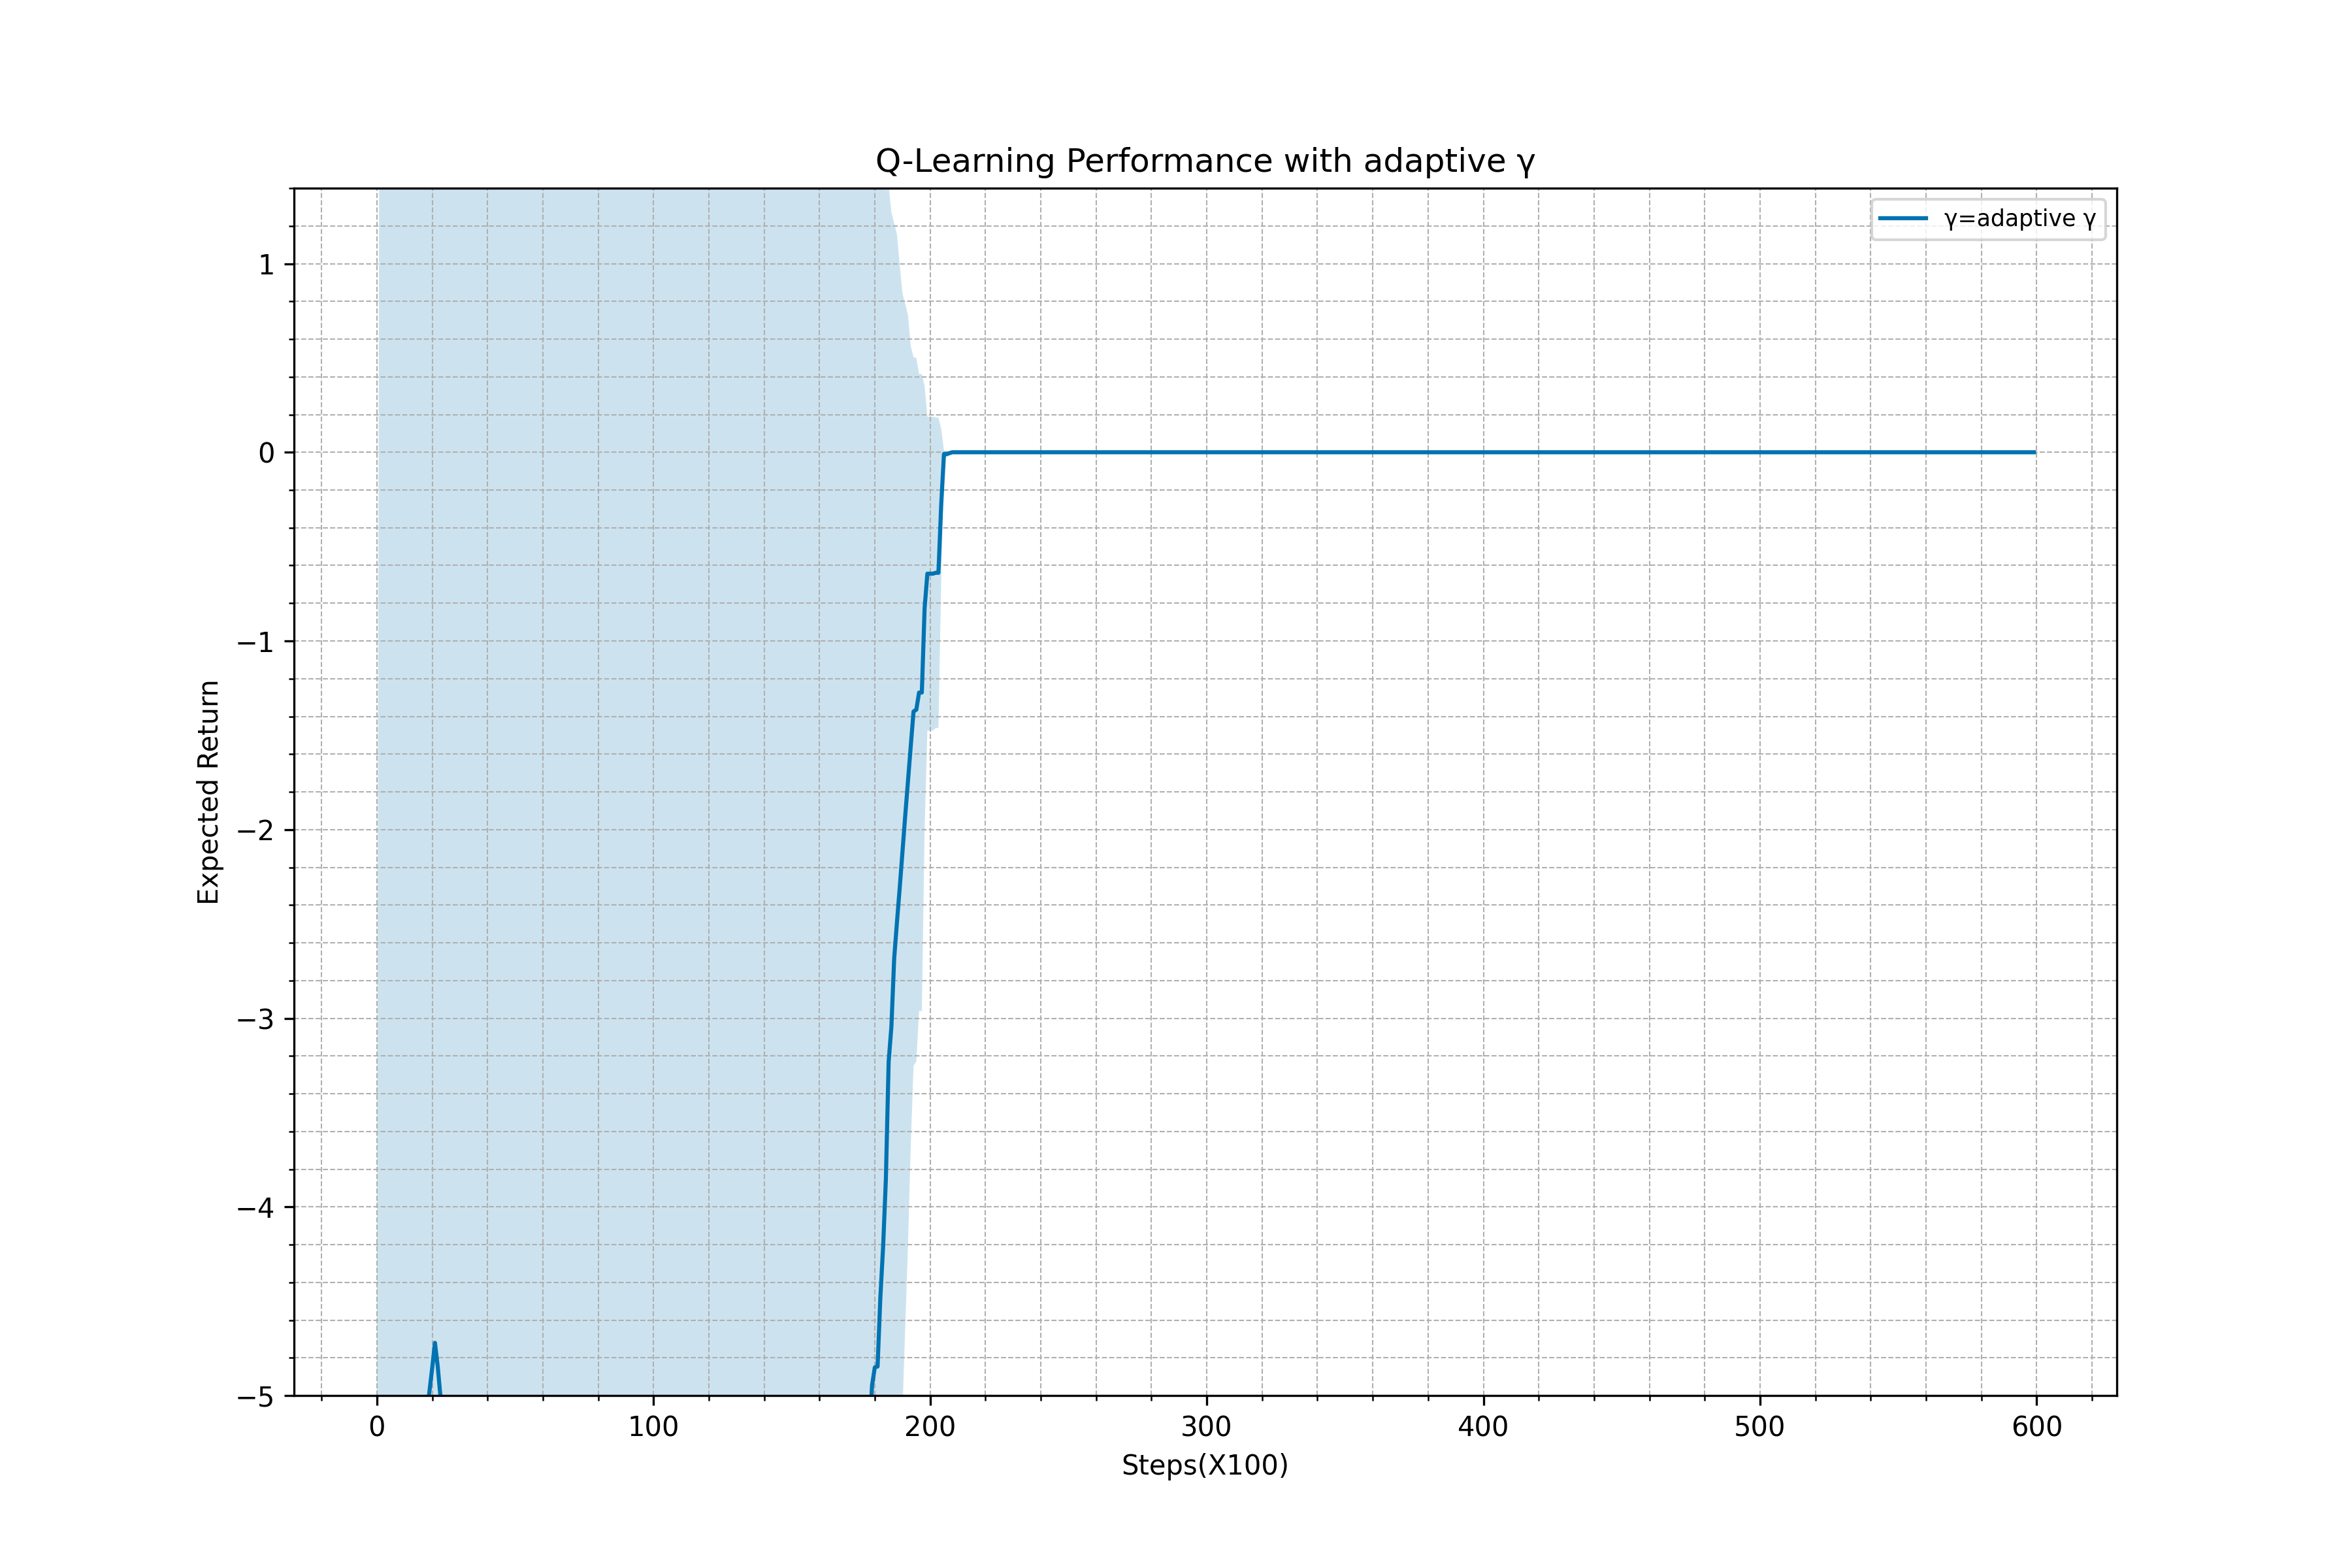 Q-Learning Performance with adaptive γ
γ=adaptive γ
Expected Return
1
0
−1
−2
−3
−4
−5
0 100 200 300 400 500 600
Steps(X100)